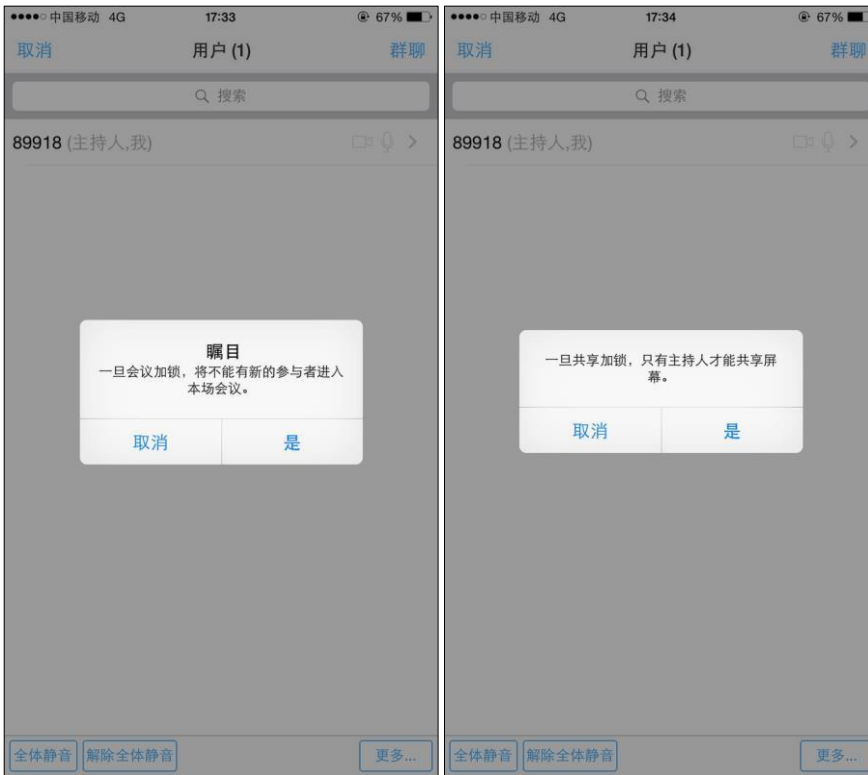 中国移动 4G 17:33 67%
取消 用户 (1) 群聊
搜索
89918 (主持人,我)
瞩目
一旦会议加锁，将不能有新的参与者进入
本场会议。
取消 是
全体静音 解除全体静音 更多...
中国移动 4G 17:34 67%
取消 用户 (1) 群聊
搜索
89918 (主持人,我)
一旦共享加锁，只有主持人才能共享屏
幕。
取消 是
全体静音 解除全体静音 更多...